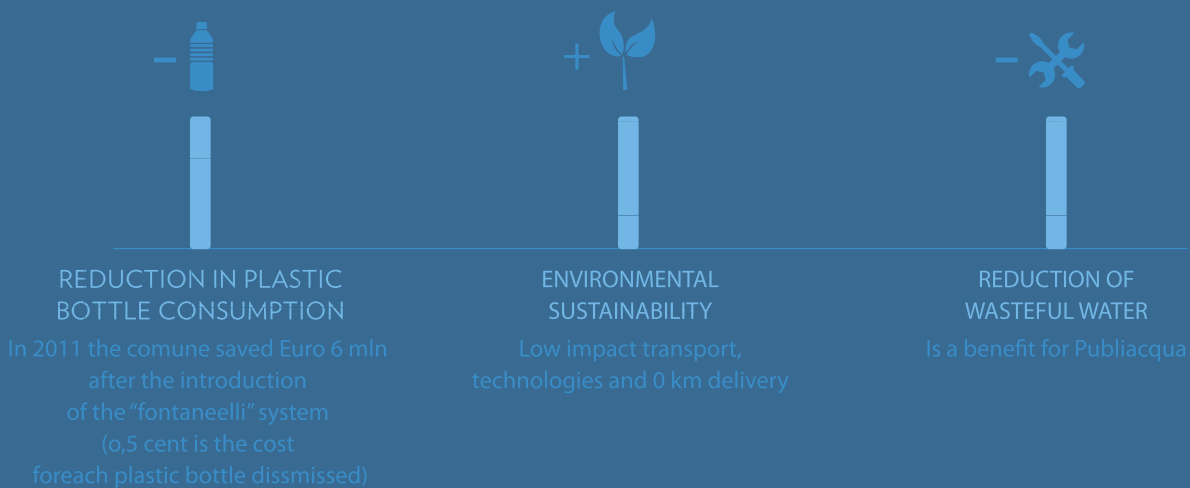 REDUCTION IN PLASTIC
BOTTLE CONSUMPTION
In 2011 the comune saved Euro 6 mln
after the introduction
of the “fontaneelli” system
(o,5 cent is the cost
foreach plastic bottle dissmissed)
ENVIRONMENTAL
SUSTAINABILITY
Low impact transport,
technologies and 0 km delivery
REDUCTION OF
WASTEFUL WATER
Is a benefit for Publiacqua